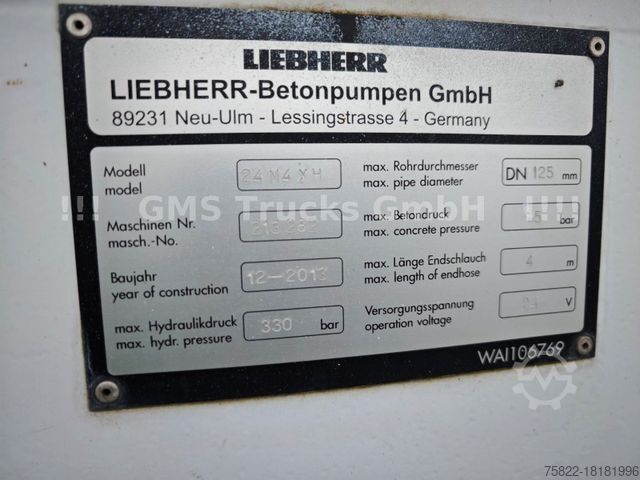 LIEBHERR
LIEBHERR-Betonpumpen GmbH
89231 Neu-Ulm - Lessingstrasse 4 - Germany
Modell
model
24 M4 XH
Maschinen Nr.
masch.-No.
Baujahr
year of construction
12-2013
max. Hydraulikdruck
max. hydr. pressure
330 bar
max. Rohrdurchmesser
max. pipe diameter
DN 125 mm
max. Betondruck
max. concrete pressure
bar
max. Länge Endschlauch
max. length of endhose
4 m
Versorgungsspannung
operation voltage
V
WAI106769
!!! GMS Trucks GmbH !!!
75822-18181996